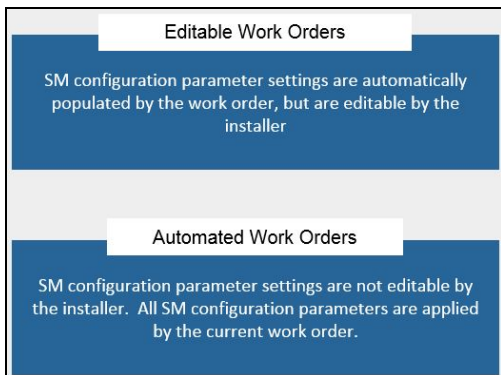 Editable Work Orders
SM configuration parameter settings are automatically
populated by the work order, but are editable by the
installer
Automated Work Orders
SM configuration parameter settings are not editable by
the installer.  All SM configuration parameters are applied
by the current work order.